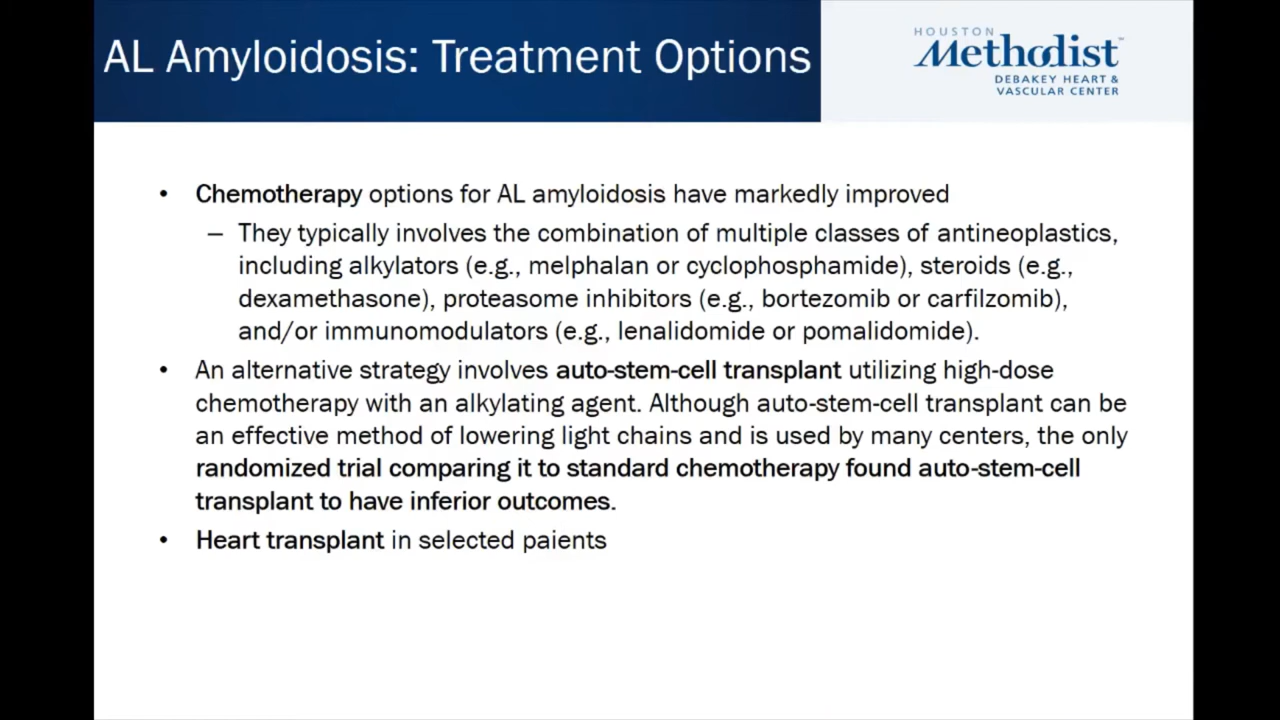 AL Amyloidosis: Treatment Options
HOUSTON
Methodist™
DEBAKEY HEART &
VASCULAR CENTER
• Chemotherapy options for AL amyloidosis have markedly improved
– They typically involves the combination of multiple classes of antineoplastics,
including alkylators (e.g., melphalan or cyclophosphamide), steroids (e.g.,
dexamethasone), proteasome inhibitors (e.g., bortezomib or carfilzomib),
and/or immunomodulators (e.g., lenalidomide or pomalidomide).
• An alternative strategy involves auto-stem-cell transplant utilizing high-dose
chemotherapy with an alkylating agent. Although auto-stem-cell transplant can be
an effective method of lowering light chains and is used by many centers, the only
randomized trial comparing it to standard chemotherapy found auto-stem-cell
transplant to have inferior outcomes.
• Heart transplant in selected paients